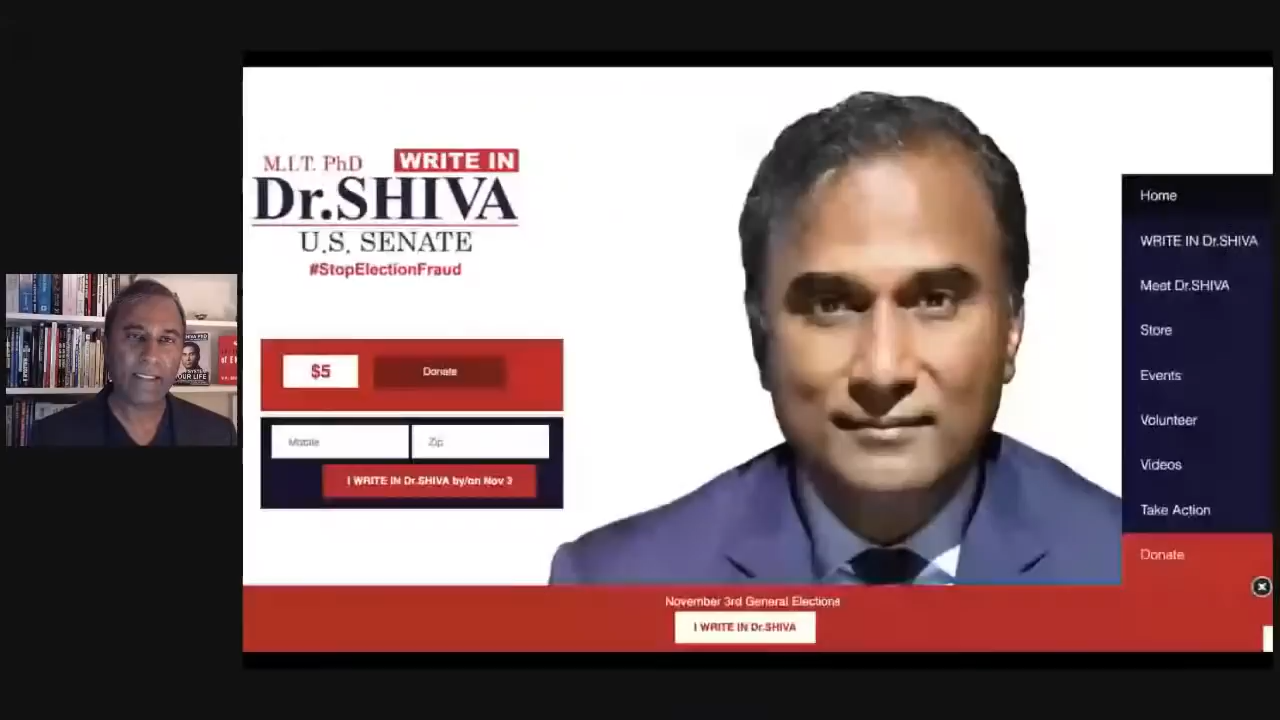 M.I.T. PhD WRITE IN
Dr.SHIVA
U.S. SENATE
#StopElectionFraud
$5 Donate
Mobile Zip
I WRITE IN Dr.SHIVA by/on Nov 3
Home
WRITE IN Dr.SHIVA
Meet Dr.SHIVA
Store
Events
Volunteer
Videos
Take Action
Donate
November 3rd General Elections
I WRITE IN Dr.SHIVA